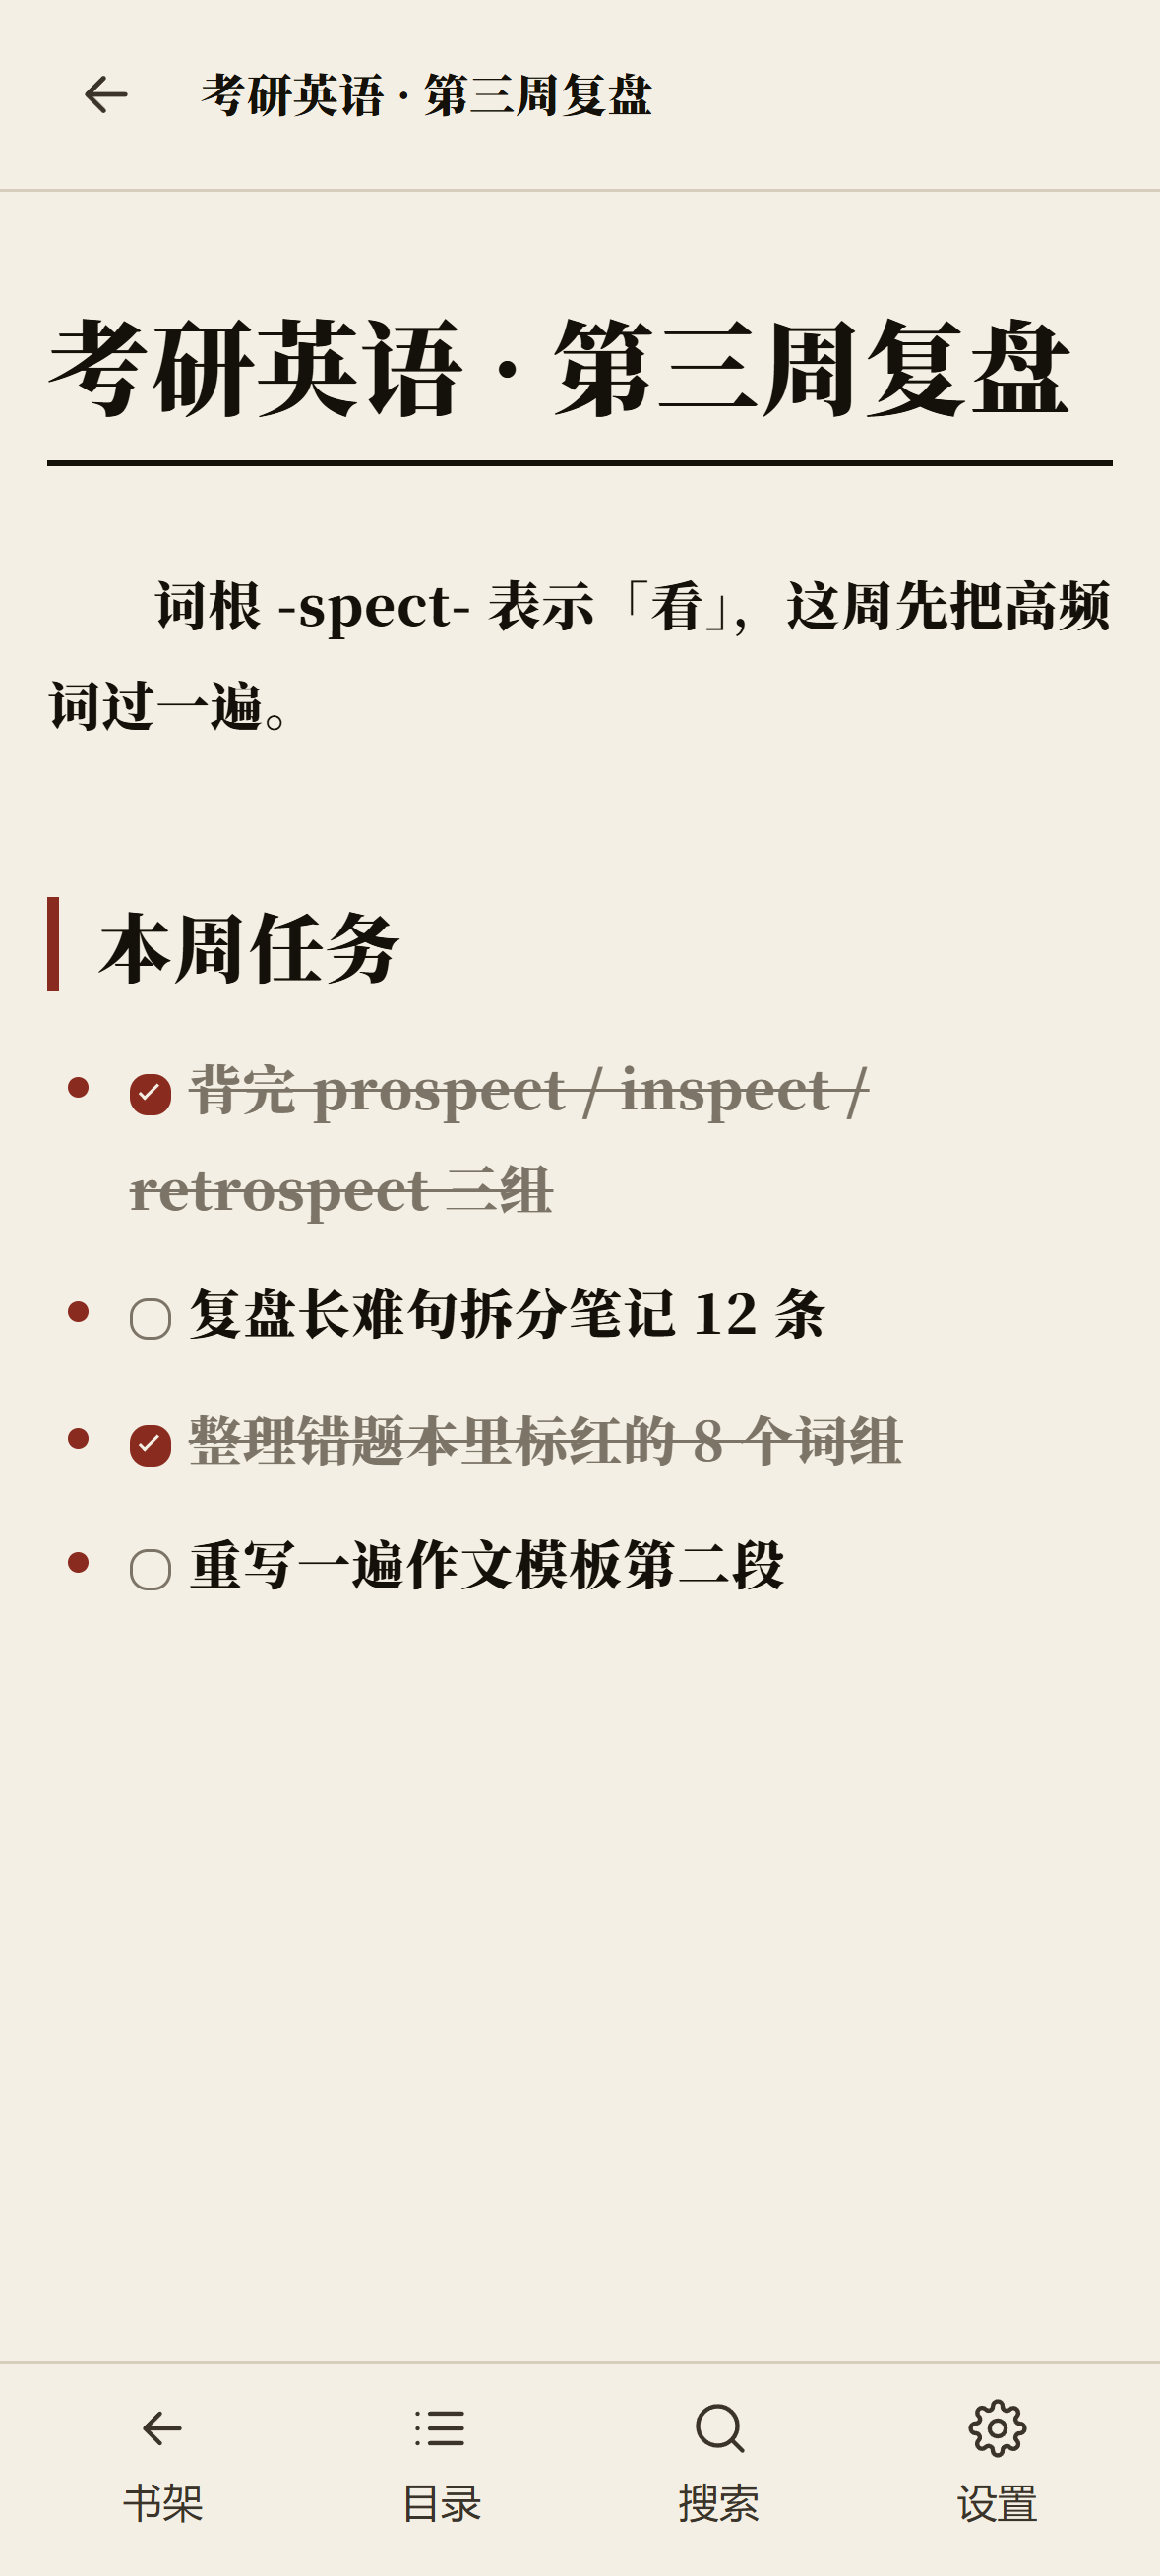 考研英语 · 第三周复盘
考研英语 · 第三周复盘
词根 -spect- 表示「看」，这周先把高频
词过一遍。
本周任务
背完 prospect / inspect /
retrospect 三组
复盘长难句拆分笔记 12 条
整理错题本里标红的 8 个词组
重写一遍作文模板第二段
书架
目录
搜索
设置